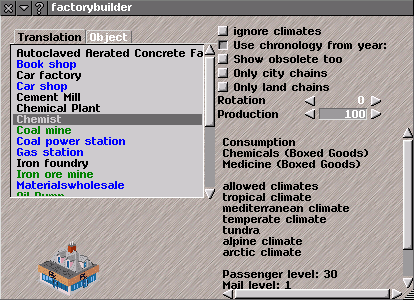 factorybuilder
Translation Object
Autoclaved Aerated Concrete Fa
Book shop
Car factory
Car shop
Cement Mill
Chemical Plant
Chemist
Coal mine
Coal power station
Gas station
Iron foundry
Iron ore mine
Materialswholesale
Oil Pump
ignore climates
Use chronology from year:
Show obsolete too
Only city chains
Only land chains
Rotation 0
Production 100
Consumption
Chemicals (Boxed Goods)
Medicine (Boxed Goods)
allowed climates
tropical climate
mediterranean climate
temperate climate
tundra
alpine climate
arctic climate
Passenger level: 30
Mail level: 1